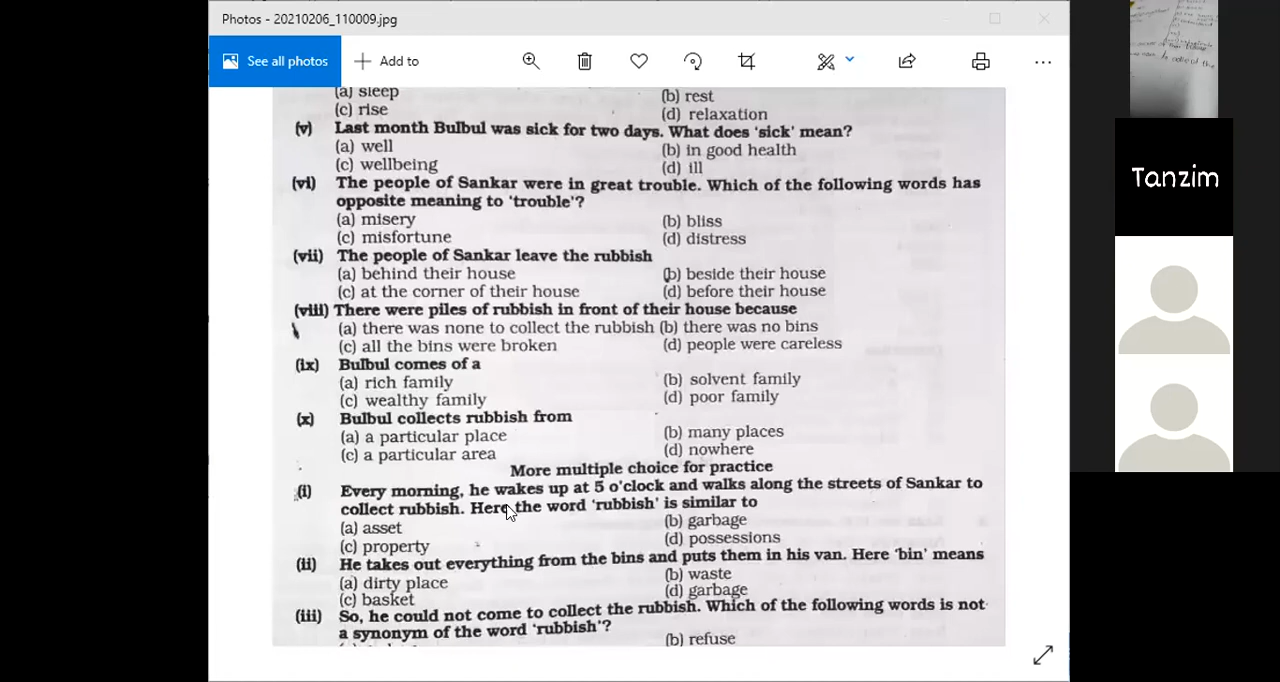 Photos - 20210206_110009.jpg
See all photos
Add to
Tanzim
(a) sleep (b) rest
(c) rise (d) relaxation
(v) Last month Bulbul was sick for two days. What does 'sick' mean?
(a) well (b) in good health
(c) wellbeing (d) ill
(vi) The people of Sankar were in great trouble. Which of the following words has
opposite meaning to 'trouble'?
(a) misery (b) bliss
(c) misfortune (d) distress
(vii) The people of Sankar leave the rubbish
(a) behind their house (b) beside their house
(c) at the corner of their house (d) before their house
(viii) There were piles of rubbish in front of their house because
(a) there was none to collect the rubbish (b) there was no bins
(c) all the bins were broken (d) people were careless
(ix) Bulbul comes of a
(a) rich family (b) solvent family
(c) wealthy family (d) poor family
(x) Bulbul collects rubbish from
(a) a particular place (b) many places
(c) a particular area (d) nowhere
More multiple choice for practice
(i) Every morning, he wakes up at 5 o'clock and walks along the streets of Sankar to
collect rubbish. Here the word 'rubbish' is similar to
(a) asset (b) garbage
(c) property (d) possessions
(ii) He takes out everything from the bins and puts them in his van. Here 'bin' means
(a) dirty place (b) waste
(c) basket (d) garbage
(iii) So, he could not come to collect the rubbish. Which of the following words is not
a synonym of the word 'rubbish'?
(b) refuse